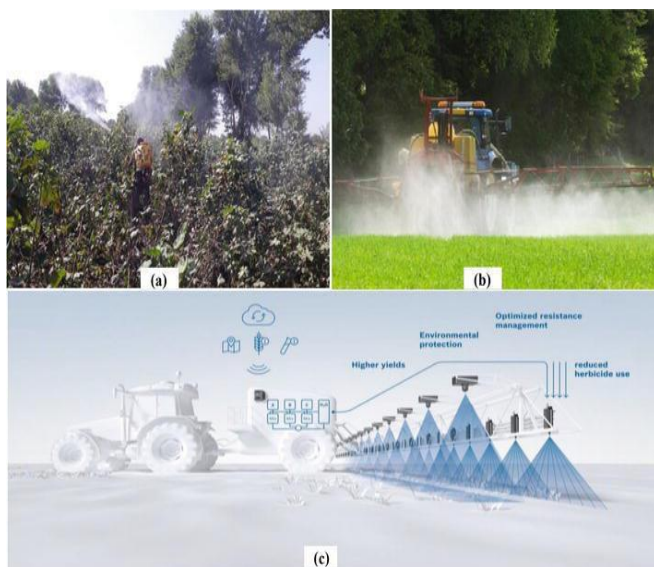 (a)
(b)
Optimized resistance
management
Environmental
protection
Higher yields
reduced
herbicide use
(c)